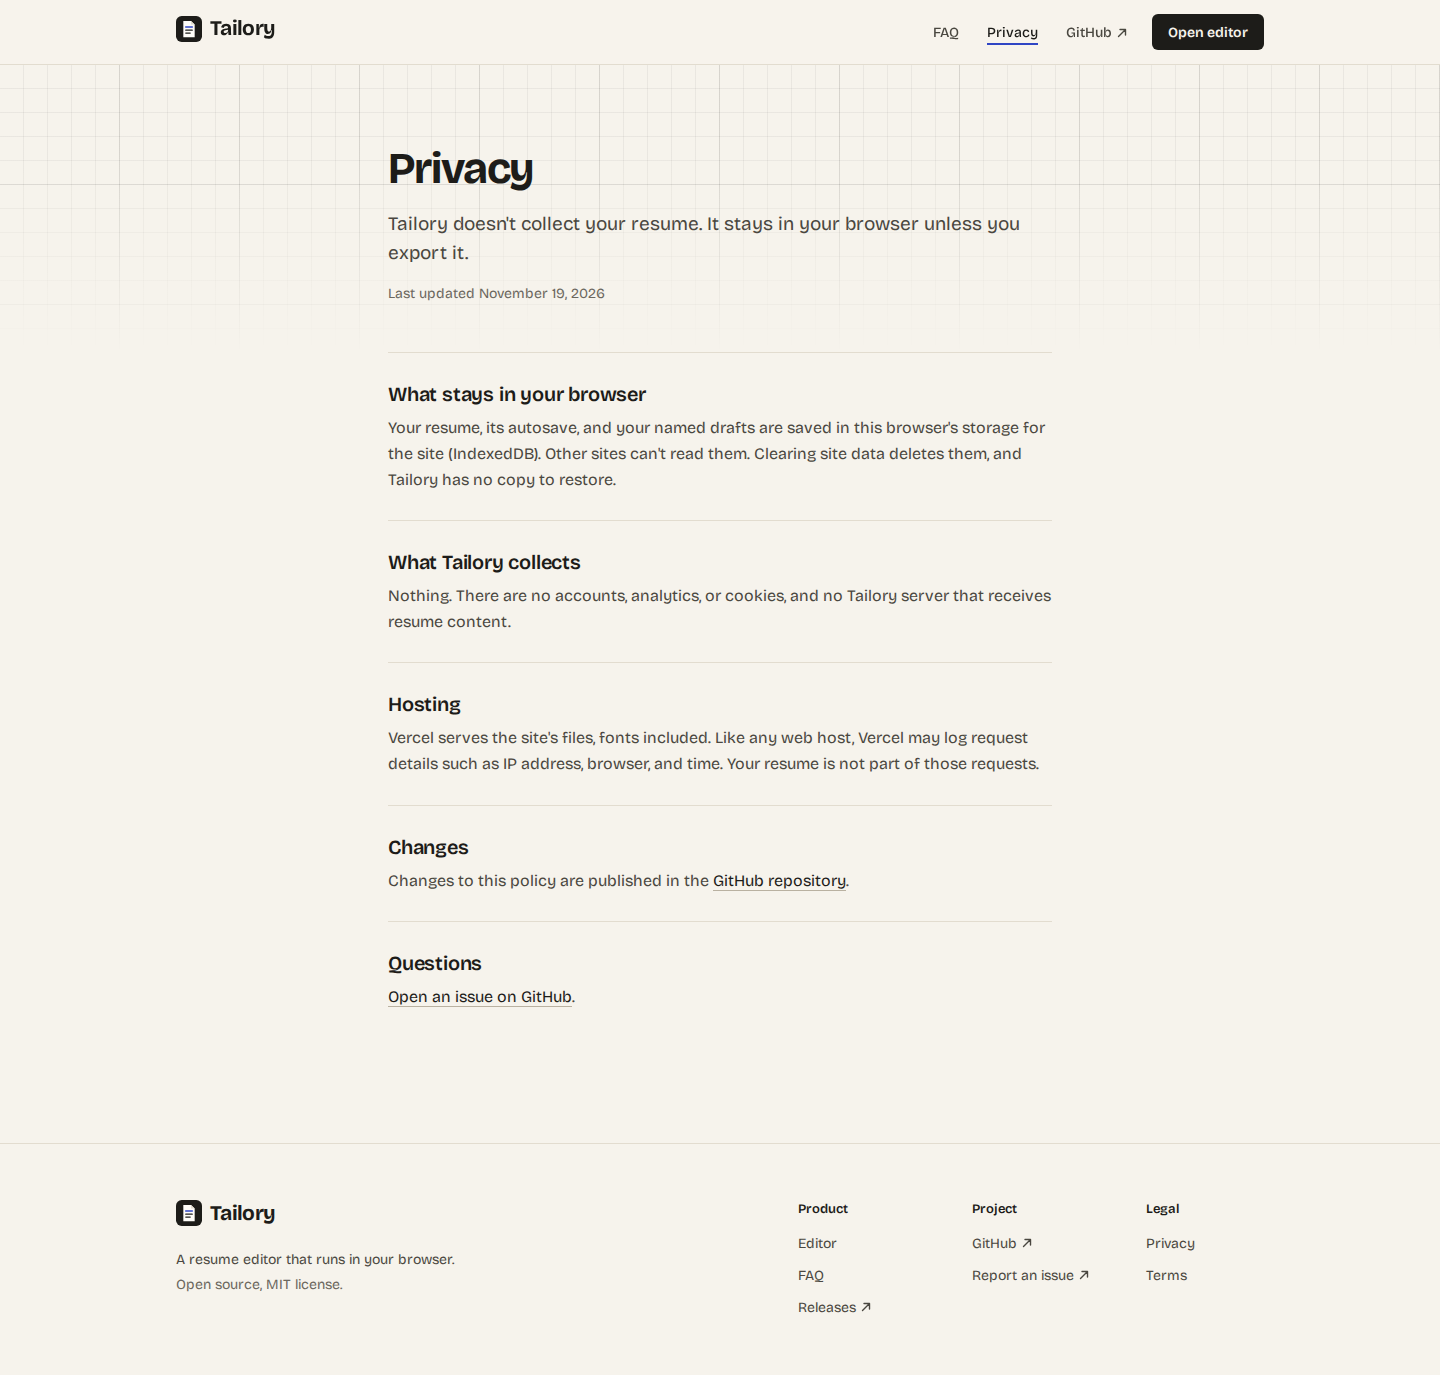 Tailory
FAQ
Privacy
GitHub ↗
Open editor
Privacy
Tailory doesn't collect your resume. It stays in your browser unless you
export it.
Last updated November 19, 2026
What stays in your browser
Your resume, its autosave, and your named drafts are saved in this browser's storage for
the site (IndexedDB). Other sites can't read them. Clearing site data deletes them, and
Tailory has no copy to restore.
What Tailory collects
Nothing. There are no accounts, analytics, or cookies, and no Tailory server that receives
resume content.
Hosting
Vercel serves the site's files, fonts included. Like any web host, Vercel may log request
details such as IP address, browser, and time. Your resume is not part of those requests.
Changes
Changes to this policy are published in the GitHub repository.
Questions
Open an issue on GitHub.
Tailory
A resume editor that runs in your browser.
Open source, MIT license.
Product
Editor
FAQ
Releases ↗
Project
GitHub ↗
Report an issue ↗
Legal
Privacy
Terms